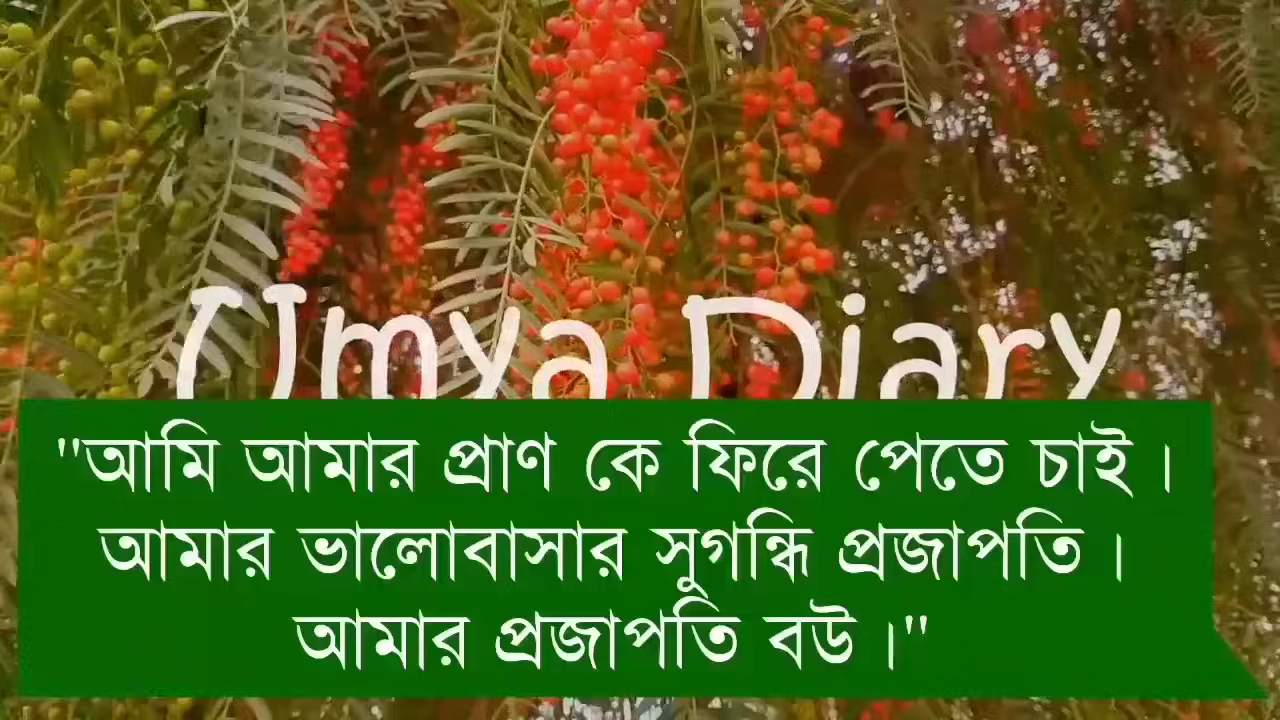 Umya Diary
"আমি আমার প্রাণ কে ফিরে পেতে চাই।
আমার ভালোবাসার সুগন্ধি প্রজাপতি।
আমার প্রজাপতি বউ।"